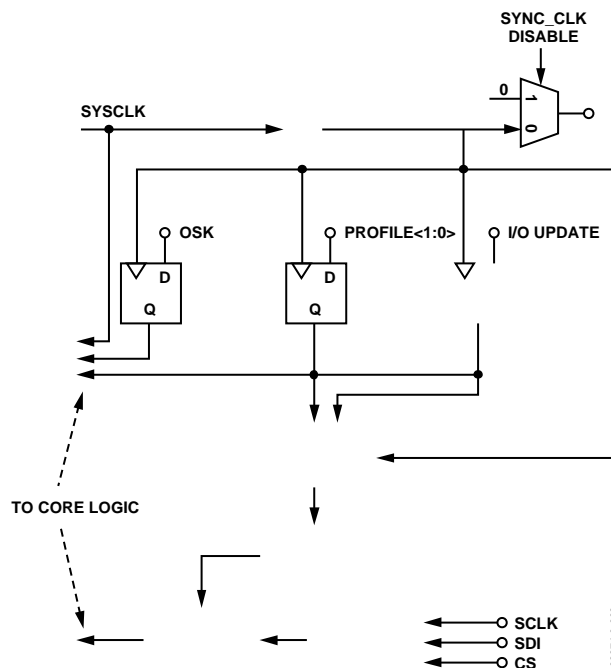 SYNC_CLK
DISABLE
0
1
0
SYSCLK
OSK
PROFILE<1:0>
I/O UPDATE
D
Q
D
Q
TO CORE LOGIC
SCLK
SDI
CS